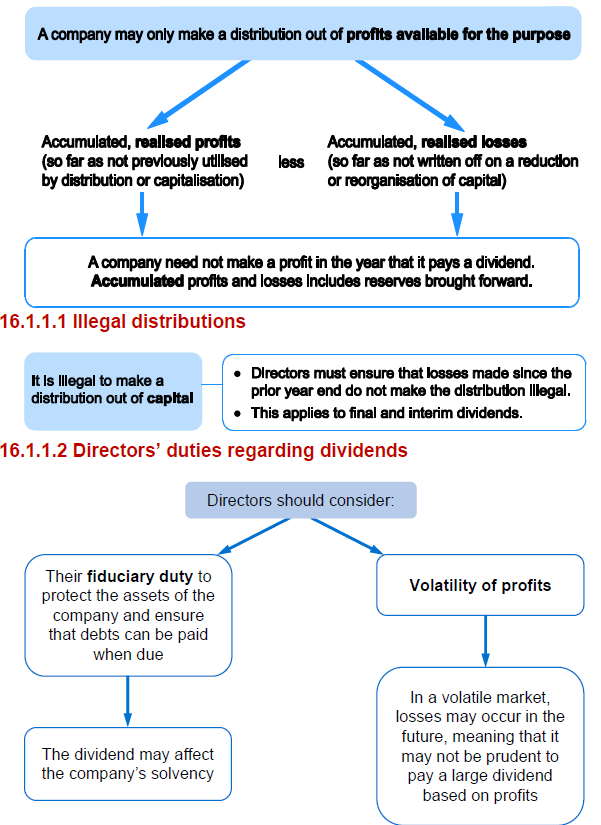 A company may only make a distribution out of profits available for the purpose
Accumulated, realised profits
(so far as not previously utilised
by distribution or capitalisation)
less
Accumulated, realised losses
(so far as not written off on a reduction
or reorganisation of capital)
A company need not make a profit in the year that it pays a dividend.
Accumulated profits and losses includes reserves brought forward.
16.1.1.1 Illegal distributions
It is illegal to make a
distribution out of capital
• Directors must ensure that losses made since the
prior year end do not make the distribution illegal.
• This applies to final and interim dividends.
16.1.1.2 Directors’ duties regarding dividends
Directors should consider:
Their fiduciary duty to
protect the assets of the
company and ensure
that debts can be paid
when due
The dividend may affect
the company’s solvency
Volatility of profits
In a volatile market,
losses may occur in the
future, meaning that it
may not be prudent to
pay a large dividend
based on profits